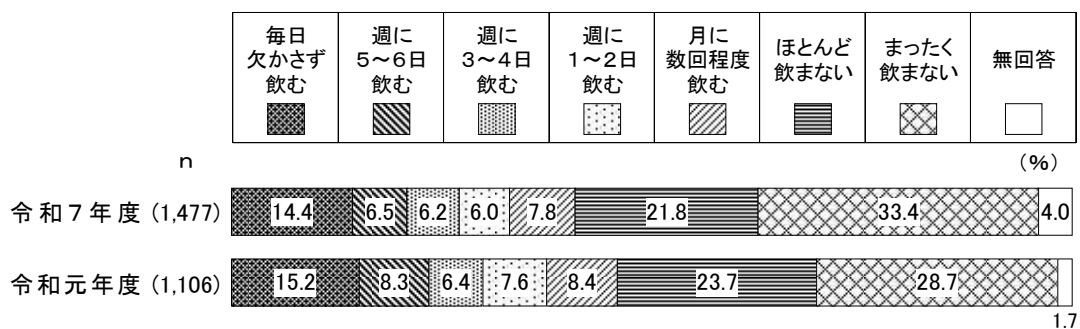 毎日
欠かさず
飲む
週に
5～6日
飲む
週に
3～4日
飲む
週に
1～2日
飲む
月に
数回程度
飲む
ほとんど
飲まない
まったく
飲まない
無回答
n
(%)
令和7年度 (1,477) 14.4 6.5 6.2 6.0 7.8 21.8 33.4 4.0
令和元年度 (1,106) 15.2 8.3 6.4 7.6 8.4 23.7 28.7
1.7